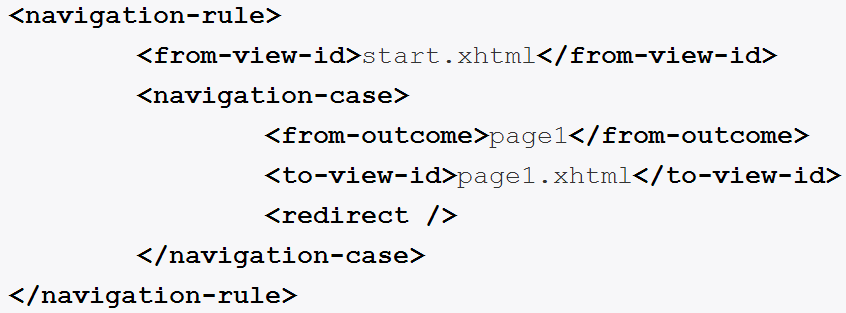 <navigation-rule>
<from-view-id>start.xhtml</from-view-id>
<navigation-case>
<from-outcome>page1</from-outcome>
<to-view-id>page1.xhtml</to-view-id>
<redirect />
</navigation-case>
</navigation-rule>